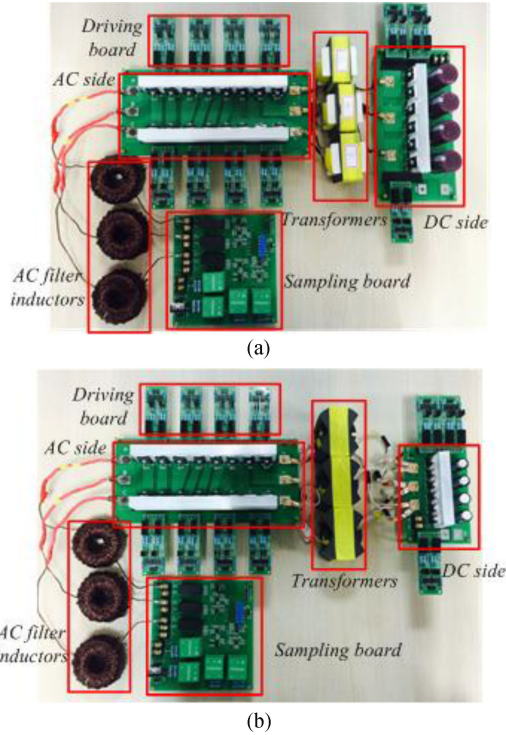 Driving
board
AC side
Transformers
DC side
AC filter
inductors
Sampling board
(a)
Driving
board
AC side
Transformers
DC side
AC filter
nductors
Sampling board
(b)